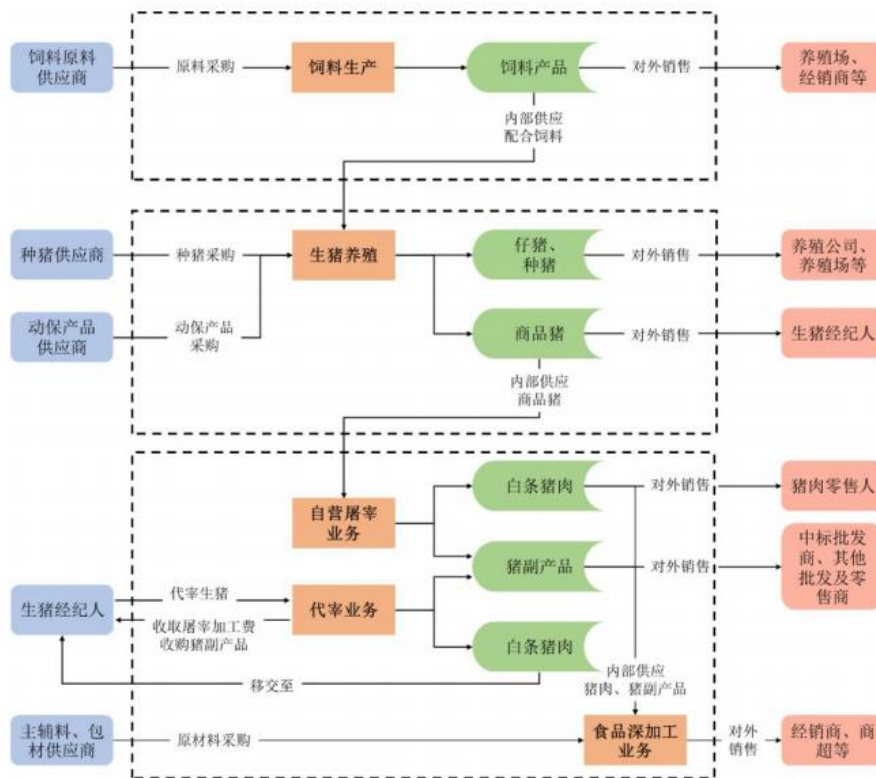 饲料原料
供应商
原料采购
饲料生产
饲料产品
对外销售
养殖场、
经销商等
内部供应
配合饲料
种猪供应商
种猪采购
生猪养殖
仔猪、
种猪
对外销售
养殖公司、
养殖场等
动保产品
供应商
动保产品
采购
商品猪
对外销售
生猪经纪人
内部供应
商品猪
自营屠宰
业务
白条猪肉
对外销售
猪肉零售人
猪副产品
对外销售
中标批发
商、其他
批发及零
售商
生猪经纪人
代宰生猪
收取屠宰加工费
收购猪副产品
代宰业务
白条猪肉
移交至
内部供应
猪肉、猪副产品
主辅料、包
材供应商
原材料采购
食品深加工
业务
对外
销售
经销商、商
超等